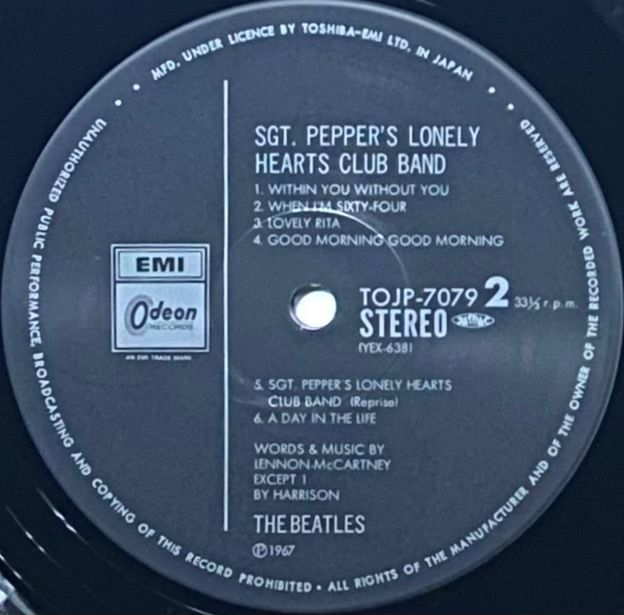 MFD. UNDER LICENCE BY TOSHIBA-EMI LTD. IN JAPAN
SGT. PEPPER'S LONELY
HEARTS CLUB BAND
1. WITHIN YOU WITHOUT YOU
2. WHEN I'M SIXTY-FOUR
3. LOVELY RITA
4. GOOD MORNING GOOD MORNING
EMI
Odeon
RECORDS
AN EMI TRADE MARK
TOJP-7079 2 33⅓ r.p.m.
STEREO
(YEX-638)
5. SGT. PEPPER'S LONELY HEARTS
CLUB BAND (Reprise)
6. A DAY IN THE LIFE
WORDS & MUSIC BY
LENNON-McCARTNEY
EXCEPT 1
BY HARRISON
THE BEATLES
Ⓟ1967
UNAUTHORIZED PUBLIC PERFORMANCE, BROADCASTING AND COPYING OF THIS RECORD PROHIBITED • ALL RIGHTS OF THE MANUFACTURER AND OF THE OWNER OF THE RECORDED WORK ARE RESERVED